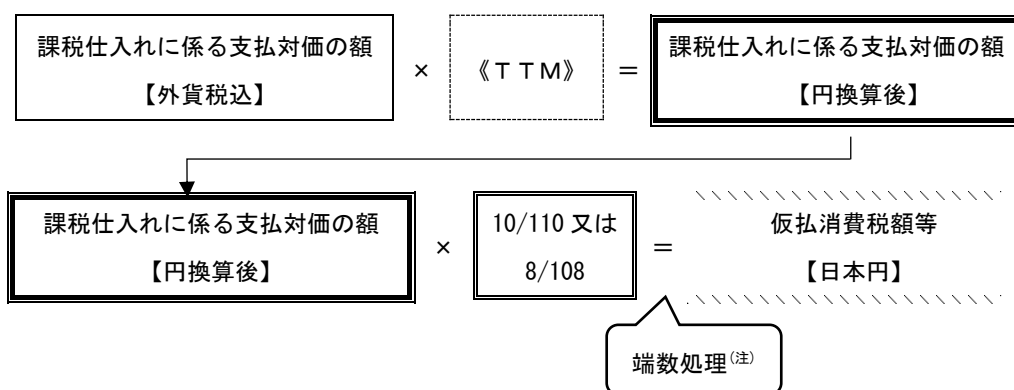 課税仕入れに係る支払対価の額
【外貨税込】
×
《ＴＴＭ》
＝
課税仕入れに係る支払対価の額
【円換算後】
課税仕入れに係る支払対価の額
【円換算後】
×
10/110 又は
8/108
＝
仮払消費税額等
【日本円】
端数処理(注)